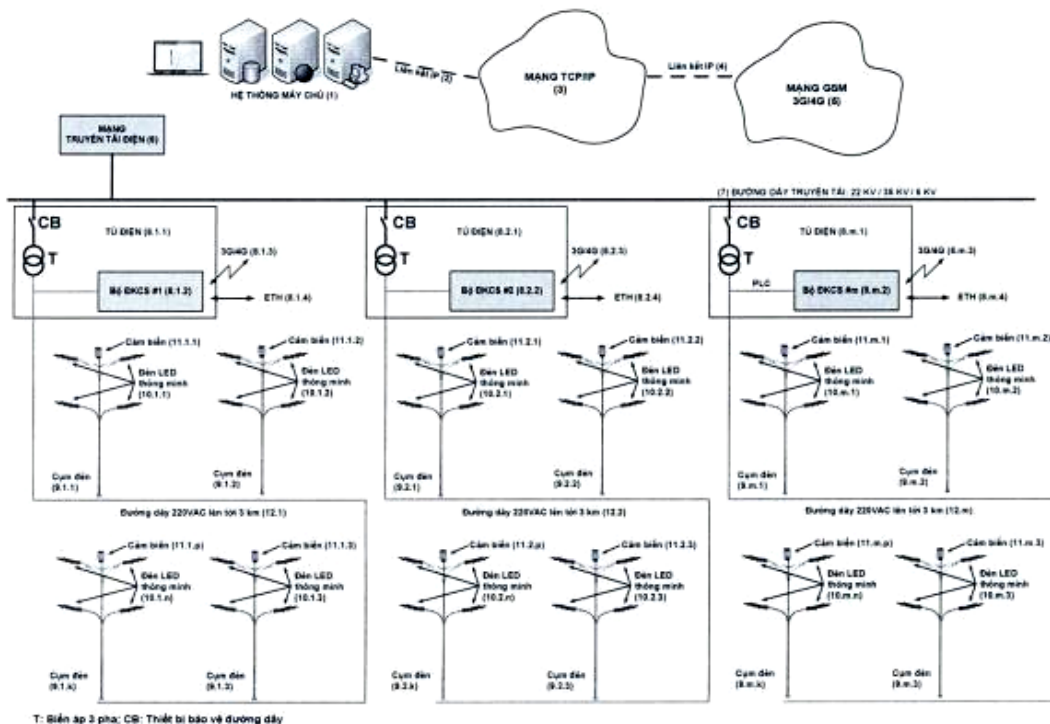 HỆ THỐNG MÁY CHỦ (1)
Liên kết IP (2)
MẠNG TCP/IP
(3)
Liên kết IP (4)
MẠNG GSM
3G/4G (5)
MẠNG
TRUYỀN TẢI ĐIỆN (6)
(7) ĐƯỜNG DÂY TRUYỀN TẢI: 22 KV / 35 KV / 6 KV
CB
TỦ ĐIỆN (8.1.1)
3G/4G (8.1.3)
T
Bộ ĐKCS #1 (8.1.2)
ETH (8.1.4)
CB
TỦ ĐIỆN (8.2.1)
3G/4G (8.2.3)
T
Bộ ĐKCS #2 (8.2.2)
ETH (8.2.4)
CB
TỦ ĐIỆN (8.m.1)
3G/4G (8.m.3)
T
PLC
Bộ ĐKCS #m (8.m.2)
ETH (8.m.4)
Cảm biến (11.1.1)
Đèn LED
thông minh
(10.1.1)
Cụm đèn
(9.1.1)
Cảm biến (11.1.2)
Đèn LED
thông minh
(10.1.2)
Cụm đèn
(9.1.2)
Cảm biến (11.2.1)
Đèn LED
thông minh
(10.2.1)
Cụm đèn
(9.2.1)
Cảm biến (11.2.2)
Đèn LED
thông minh
(10.2.2)
Cụm đèn
(9.2.2)
Cảm biến (11.m.1)
Đèn LED
thông minh
(10.m.1)
Cụm đèn
(9.m.1)
Cảm biến (11.m.2)
Đèn LED
thông minh
(10.m.2)
Cụm đèn
(9.m.2)
Đường dây 220VAC lên tới 3 km (12.1)
Đường dây 220VAC lên tới 3 km (12.2)
Đường dây 220VAC lên tới 3 km (12.m)
Cảm biến (11.1.p)
Đèn LED
thông minh
(10.1.n)
Cụm đèn
(9.1.k)
Cảm biến (11.1.3)
Đèn LED
thông minh
(10.1.3)
Cụm đèn
(9.1.3)
Cảm biến (11.2.p)
Đèn LED
thông minh
(10.2.n)
Cụm đèn
(9.2.k)
Cảm biến (11.2.3)
Đèn LED
thông minh
(10.2.3)
Cụm đèn
(9.2.3)
Cảm biến (11.m.p)
Đèn LED
thông minh
(10.m.n)
Cụm đèn
(9.m.k)
Cảm biến (11.m.3)
Đèn LED
thông minh
(10.m.3)
Cụm đèn
(9.m.3)
T: Biến áp 3 pha; CB: Thiết bị bảo vệ đường dây